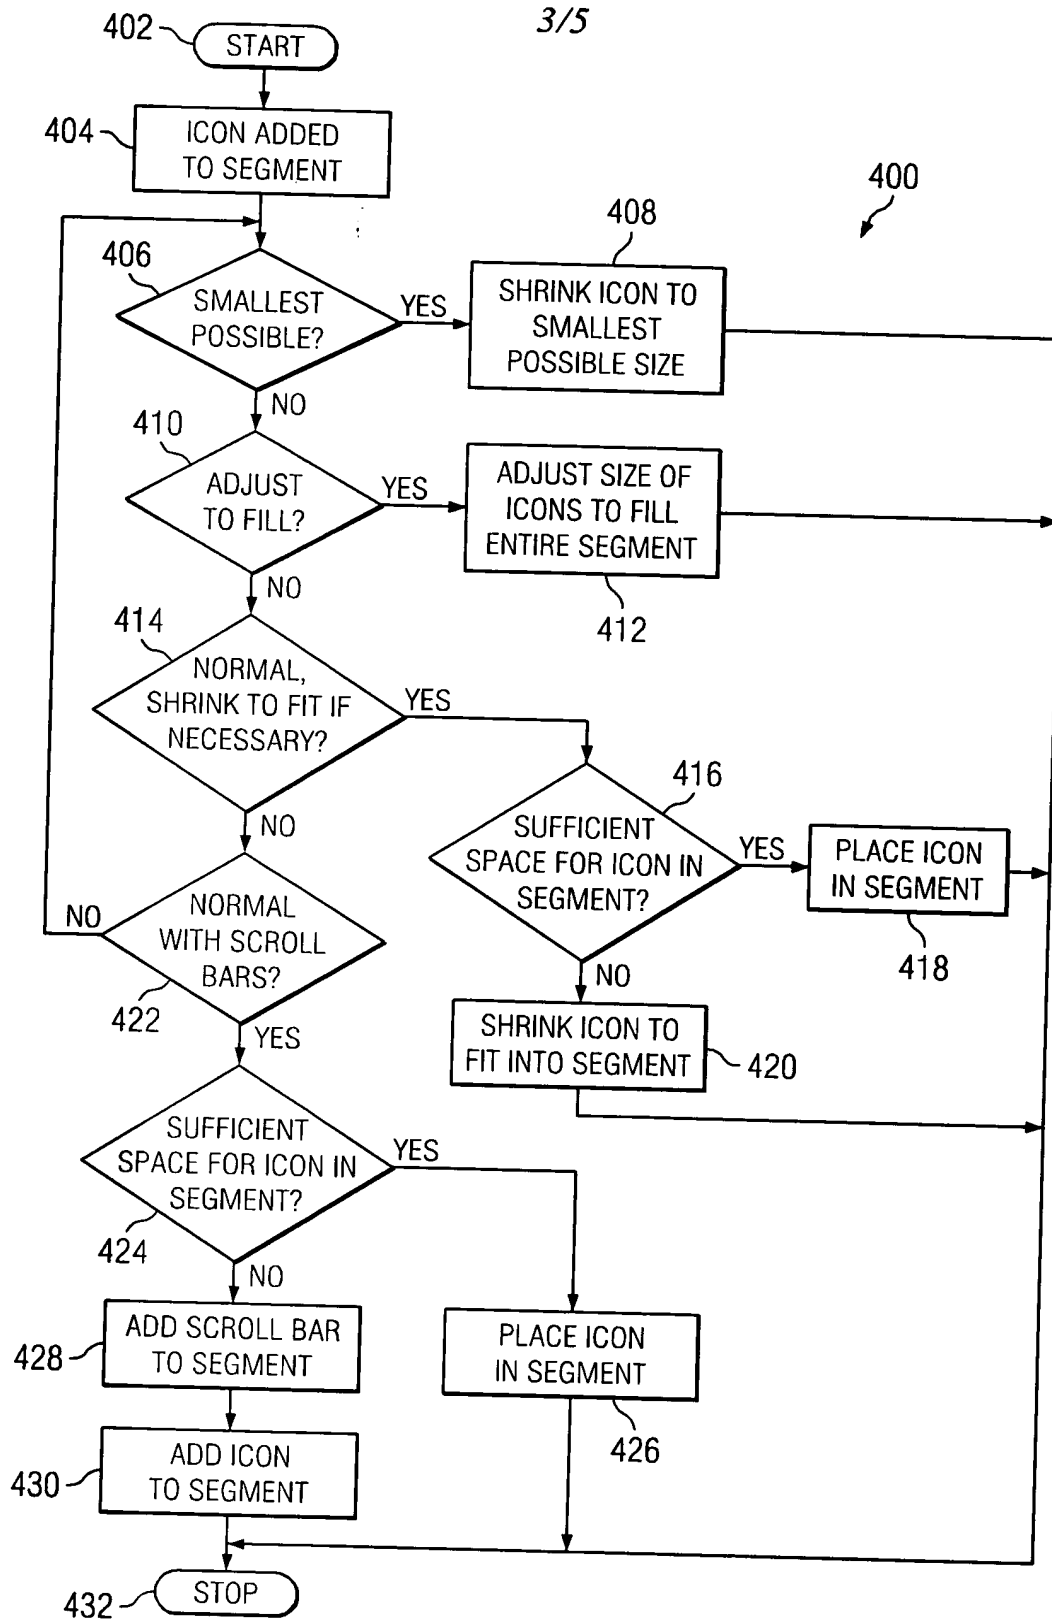 3/5
402
START
404
ICON ADDED
TO SEGMENT
400
406
SMALLEST
POSSIBLE?
YES
408
SHRINK ICON TO
SMALLEST
POSSIBLE SIZE
NO
410
ADJUST
TO FILL?
YES
ADJUST SIZE OF
ICONS TO FILL
ENTIRE SEGMENT
412
NO
414
NORMAL,
SHRINK TO FIT IF
NECESSARY?
YES
416
SUFFICIENT
SPACE FOR ICON IN
SEGMENT?
YES
PLACE ICON
IN SEGMENT
418
NO
NO
NORMAL
WITH SCROLL
BARS?
422
NO
SHRINK ICON TO
FIT INTO SEGMENT
420
YES
SUFFICIENT
SPACE FOR ICON IN
SEGMENT?
YES
424
NO
ADD SCROLL BAR
TO SEGMENT
428
PLACE ICON
IN SEGMENT
426
ADD ICON
TO SEGMENT
430
STOP
432